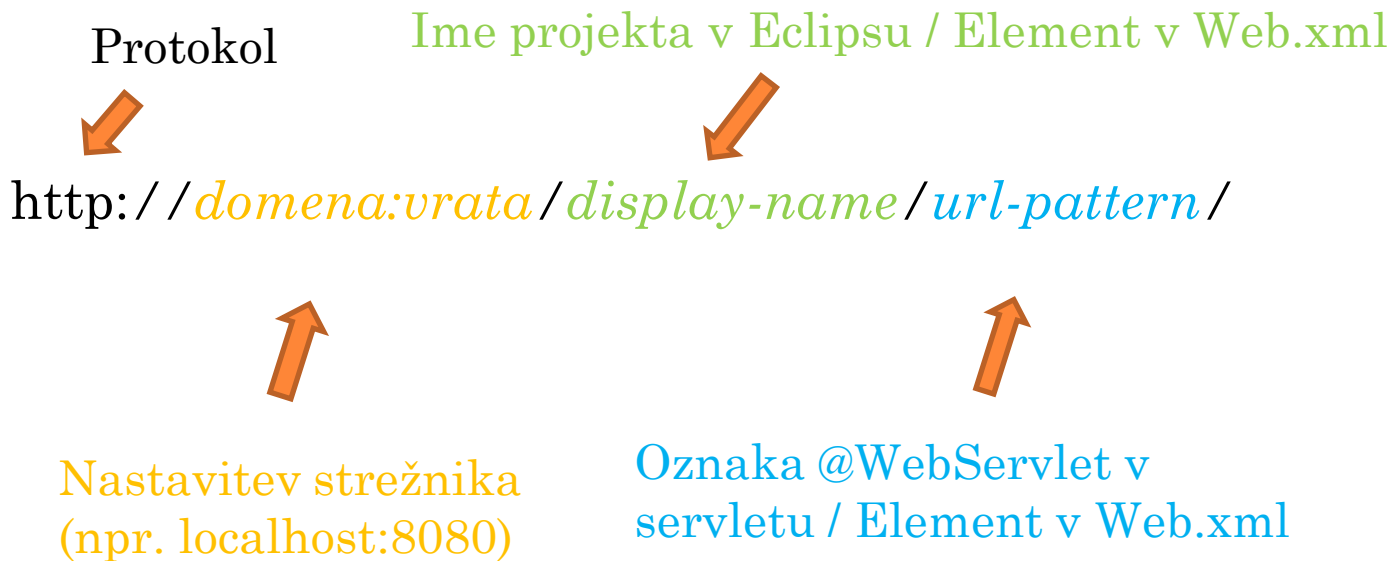 Protokol
Ime projekta v Eclipsu / Element v Web.xml
http://domena:vrata/display-name/url-pattern/
Nastavitev strežnika
(npr. localhost:8080)
Oznaka @WebServlet v
servletu / Element v Web.xml